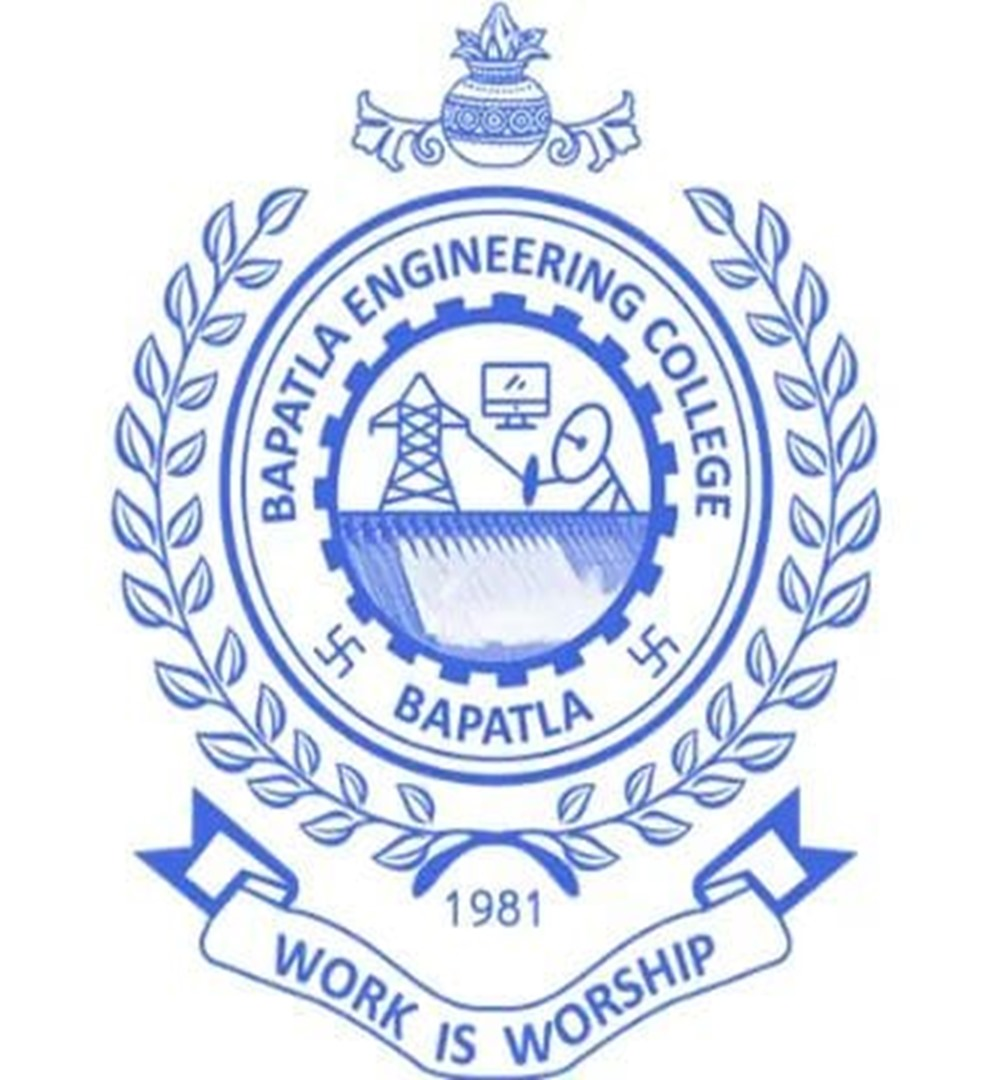 BAPATLA ENGINEERING COLLEGE
BAPATLA
1981
WORK IS WORSHIP